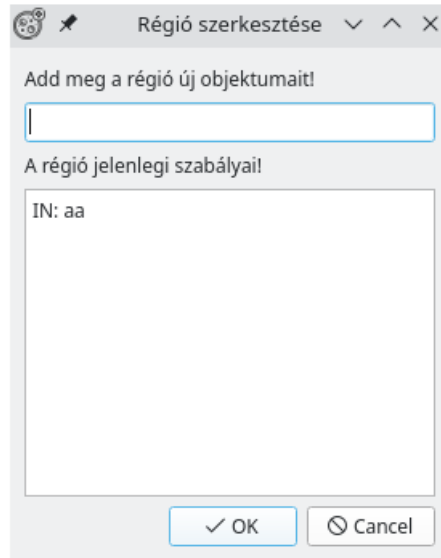 Régió szerkesztése
Add meg a régió új objektumait!
A régió jelenlegi szabályai!
IN: aa
OK
Cancel